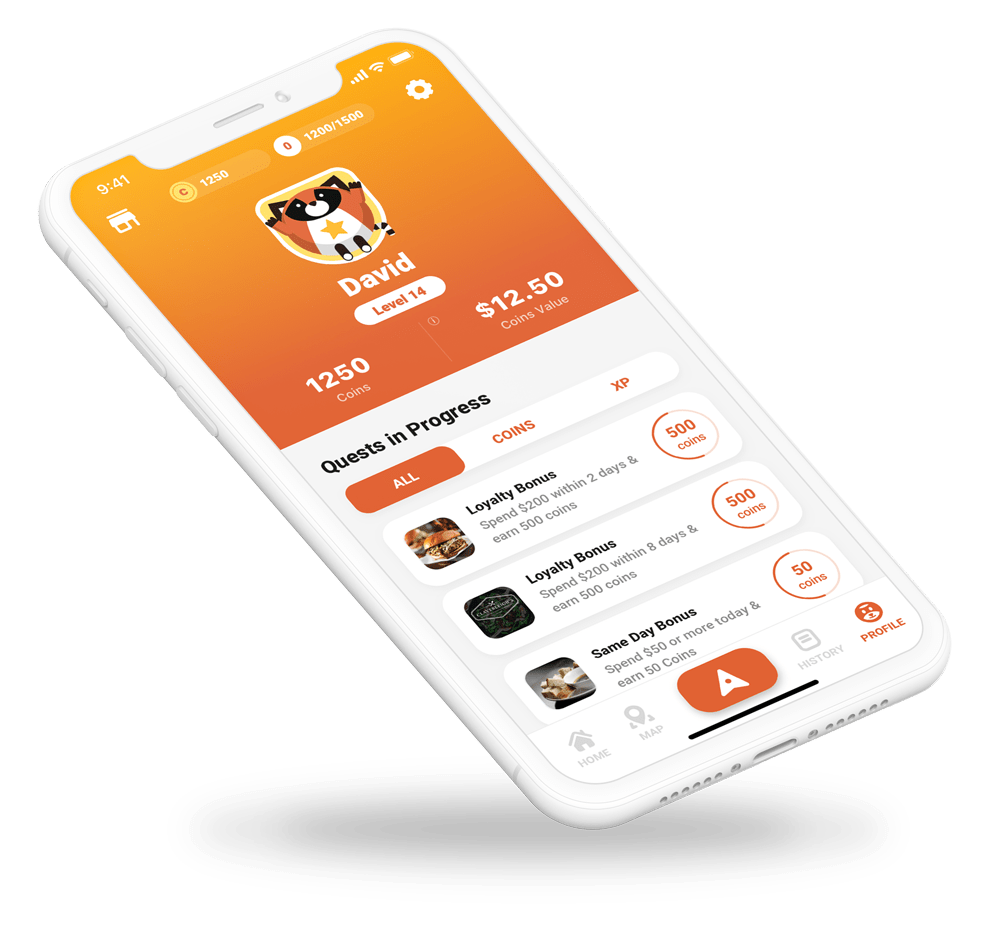 9:41
C 1250
0 1200/1500
David
Level 14
1250
Coins
$12.50
Coins Value
Quests in Progress
ALL
COINS
XP
Loyalty Bonus
Spend $200 within 2 days &
earn 500 coins
500
coins
Loyalty Bonus
Spend $200 within 8 days &
earn 500 coins
500
coins
Same Day Bonus
Spend $50 or more today &
earn 50 Coins
50
coins
HOME
MAP
HISTORY
PROFILE